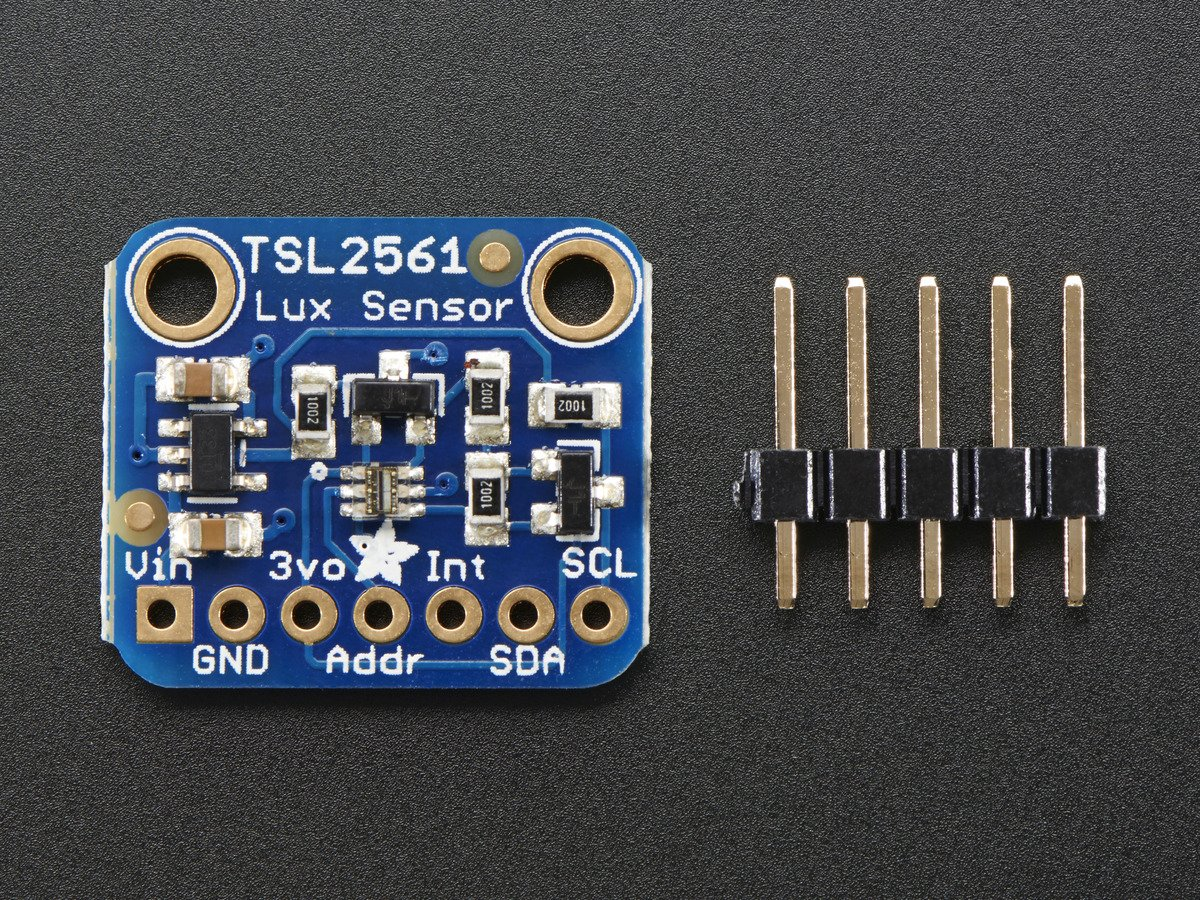 TSL2561
Lux Sensor
1002
1002
1002
1002
Vin 3vo Int SCL
GND Addr SDA